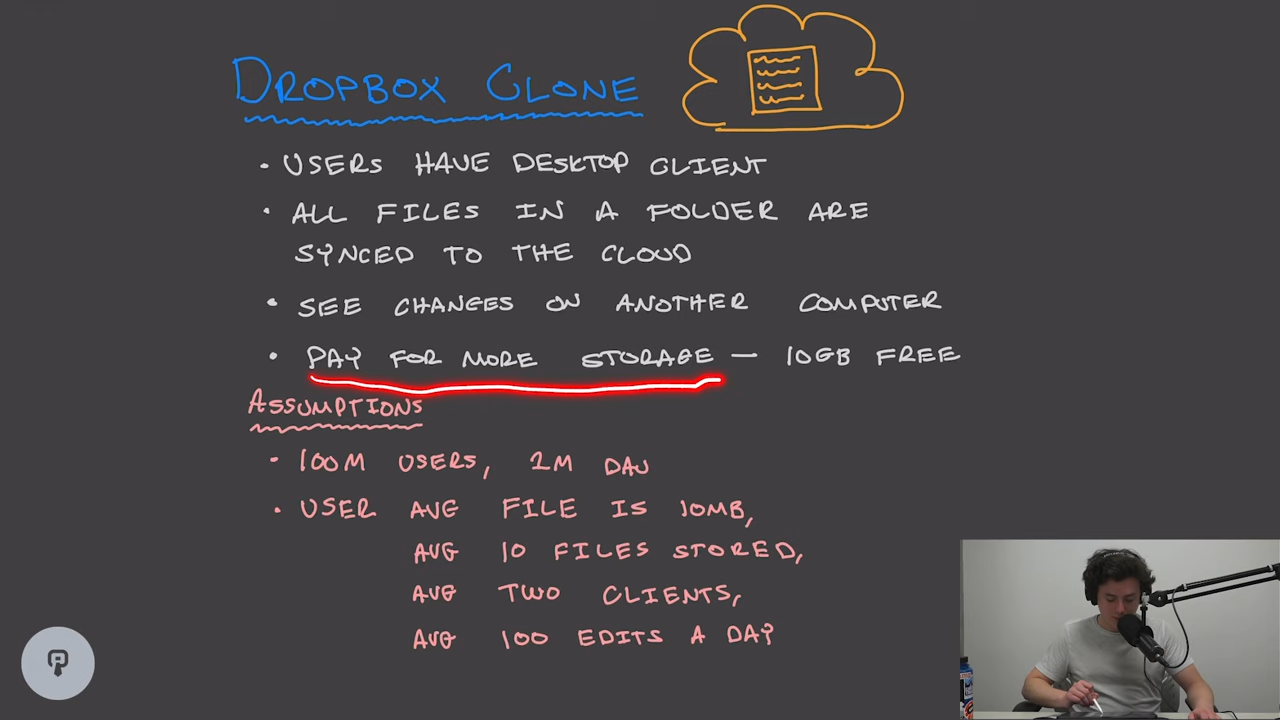 DROPBOX CLONE
• USERS HAVE DESKTOP CLIENT
• ALL FILES IN A FOLDER ARE
SYNCED TO THE CLOUD
• SEE CHANGES ON ANOTHER COMPUTER
• PAY FOR MORE STORAGE — 10GB FREE
ASSUMPTIONS
• 100M USERS, 2M DAU
• USER AVG FILE IS 10MB,
AVG 10 FILES STORED,
AVG TWO CLIENTS,
AVG 100 EDITS A DAY